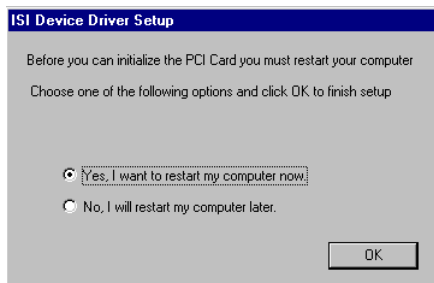 ISI Device Driver Setup
Before you can initialize the PCI Card you must restart your computer
Choose one of the following options and click OK to finish setup
Yes, I want to restart my computer now.
No, I will restart my computer later.
OK